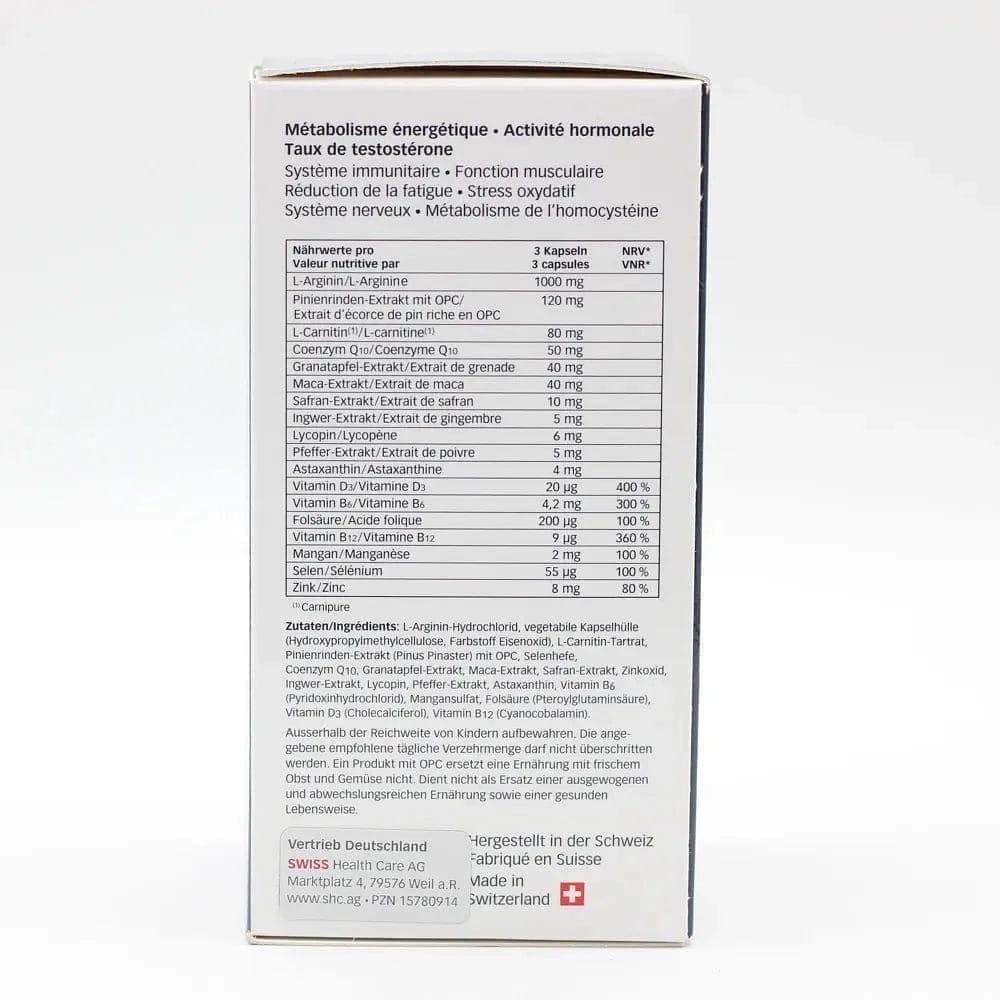 Métabolisme énergétique • Activité hormonale
Taux de testostérone
Système immunitaire • Fonction musculaire
Réduction de la fatigue • Stress oxydatif
Système nerveux • Métabolisme de l'homocystéine
Nährwerte pro 3 Kapseln NRV*
Valeur nutritive par 3 capsules VNR*
L-Arginin/L-Arginine 1000 mg
Pinienrinden-Extrakt mit OPC/ 120 mg
Extrait d'écorce de pin riche en OPC
L-Carnitin(1)/L-carnitine(1) 80 mg
Coenzym Q10/Coenzyme Q10 50 mg
Granatapfel-Extrakt/Extrait de grenade 40 mg
Maca-Extrakt/Extrait de maca 40 mg
Safran-Extrakt/Extrait de safran 10 mg
Ingwer-Extrakt/Extrait de gingembre 5 mg
Lycopin/Lycopène 6 mg
Pfeffer-Extrakt/Extrait de poivre 5 mg
Astaxanthin/Astaxanthine 4 mg
Vitamin D3/Vitamine D3 20 µg 400 %
Vitamin B6/Vitamine B6 4,2 mg 300 %
Folsäure/Acide folique 200 µg 100 %
Vitamin B12/Vitamine B12 9 µg 360 %
Mangan/Manganèse 2 mg 100 %
Selen/Sélénium 55 µg 100 %
Zink/Zinc 8 mg 80 %
(1) Carnipure
Zutaten/Ingrédients: L-Arginin-Hydrochlorid, vegetabile Kapselhülle
(Hydroxypropylmethylcellulose, Farbstoff Eisenoxid), L-Carnitin-Tartrat,
Pinienrinden-Extrakt (Pinus Pinaster) mit OPC, Selenhefe,
Coenzym Q10, Granatapfel-Extrakt, Maca-Extrakt, Safran-Extrakt, Zinkoxid,
Ingwer-Extrakt, Lycopin, Pfeffer-Extrakt, Astaxanthin, Vitamin B6
(Pyridoxinhydrochlorid), Mangansulfat, Folsäure (Pteroylglutaminsäure),
Vitamin D3 (Cholecalciferol), Vitamin B12 (Cyanocobalamin).
Ausserhalb der Reichweite von Kindern aufbewahren. Die ange-
gebene empfohlene tägliche Verzehrmenge darf nicht überschritten
werden. Ein Produkt mit OPC ersetzt eine Ernährung mit frischem
Obst und Gemüse nicht. Dient nicht als Ersatz einer ausgewogenen
und abwechslungsreichen Ernährung sowie einer gesunden
Lebensweise.
Vertrieb Deutschland
SWISS Health Care AG
Marktplatz 4, 79576 Weil a.R.
www.shc.ag • PZN 15780914
Hergestellt in der Schweiz
Fabriqué en Suisse
Made in
Switzerland